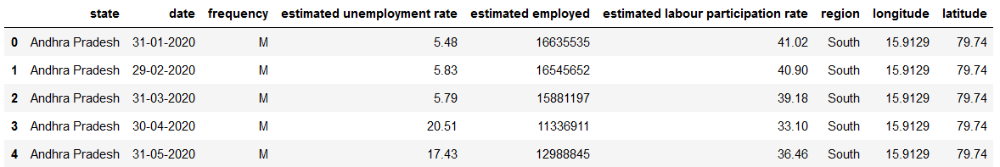 state date frequency estimated unemployment rate estimated employed estimated labour participation rate region longitude latitude
0 Andhra Pradesh 31-01-2020 M 5.48 16635535 41.02 South 15.9129 79.74
1 Andhra Pradesh 29-02-2020 M 5.83 16545652 40.90 South 15.9129 79.74
2 Andhra Pradesh 31-03-2020 M 5.79 15881197 39.18 South 15.9129 79.74
3 Andhra Pradesh 30-04-2020 M 20.51 11336911 33.10 South 15.9129 79.74
4 Andhra Pradesh 31-05-2020 M 17.43 12988845 36.46 South 15.9129 79.74